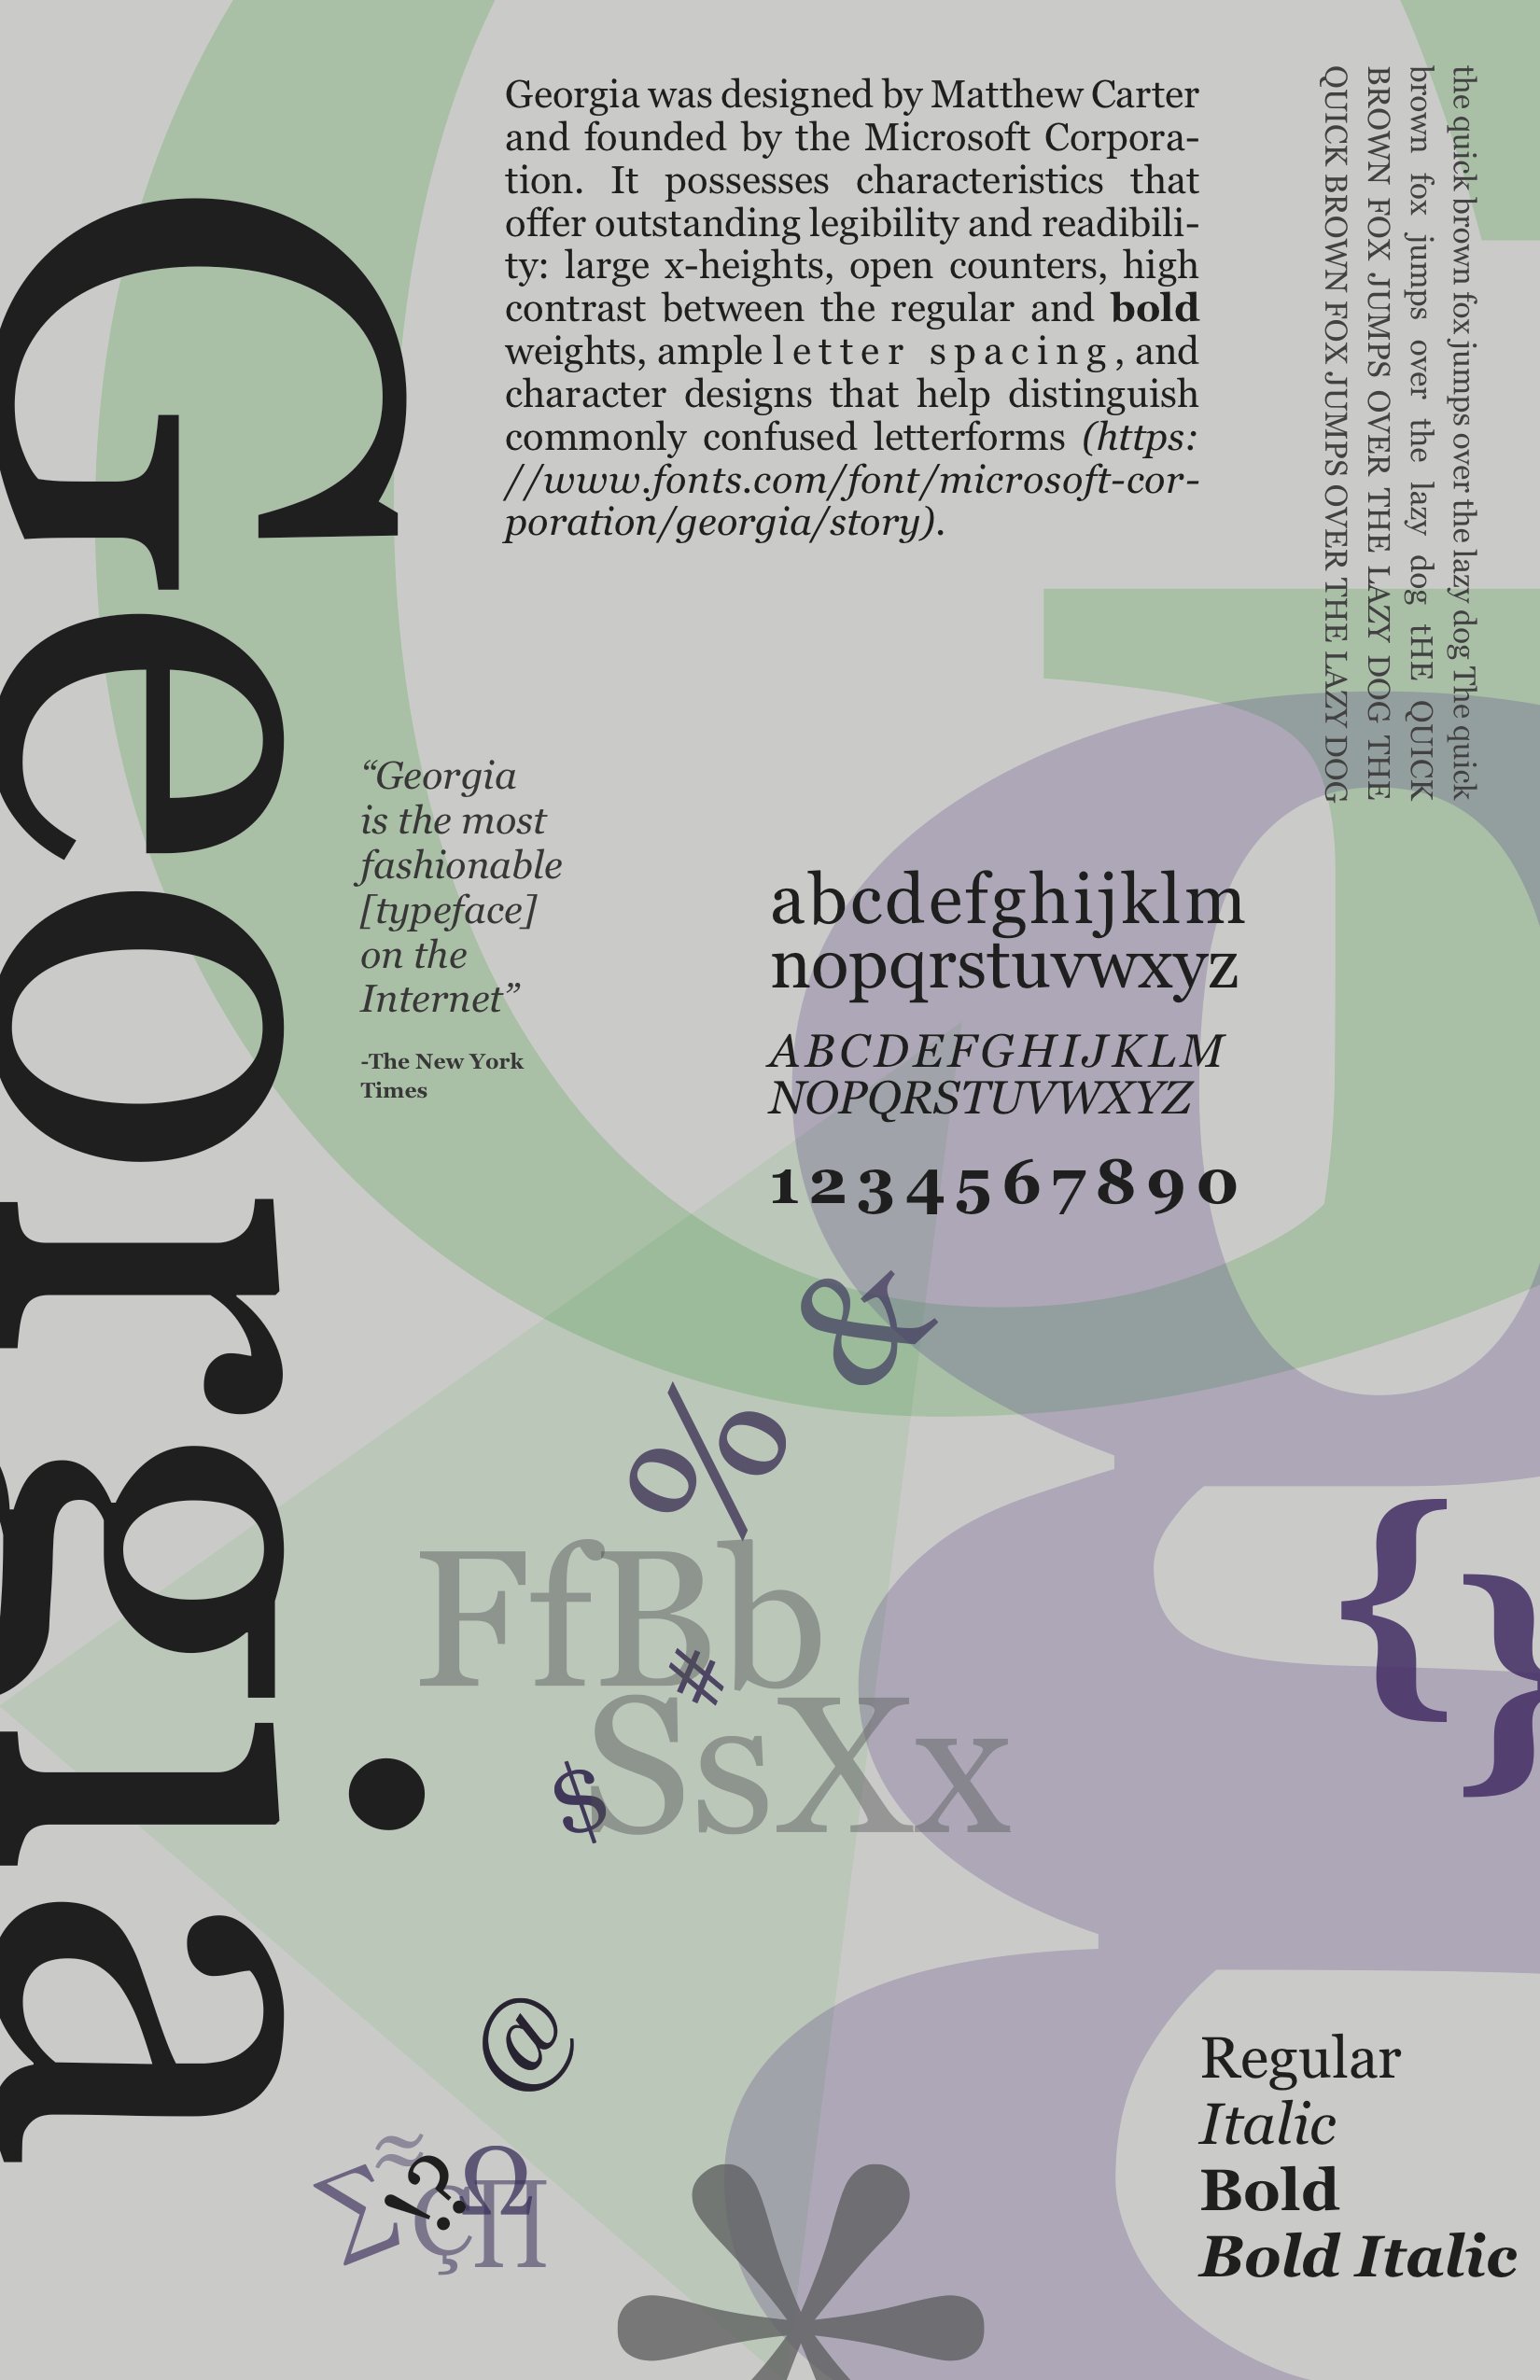 Georgia
Georgia was designed by Matthew Carter
and founded by the Microsoft Corpora-
tion. It possesses characteristics that
offer outstanding legibility and readibili-
ty: large x-heights, open counters, high
contrast between the regular and bold
weights, ample letter spacing, and
character designs that help distinguish
commonly confused letterforms (https:
//www.fonts.com/font/microsoft-cor-
poration/georgia/story).
the quick brown fox jumps over the lazy dog The quick
brown fox jumps over the lazy dog tHE QUICK
BROWN FOX JUMPS OVER THE LAZY DOG THE
QUICK BROWN FOX JUMPS OVER THE LAZY DOG
“Georgia
is the most
fashionable
[typeface]
on the
Internet”
-The New York
Times
abcdefghijklm
nopqrstuvwxyz
ABCDEFGHIJKLM
NOPQRSTUVWXYZ
1234567890
&
%
{
}
FfBb
#
SsXx
$
@
≈
Σ!?Ω
çΠ
*
Regular
Italic
Bold
Bold Italic
G
g